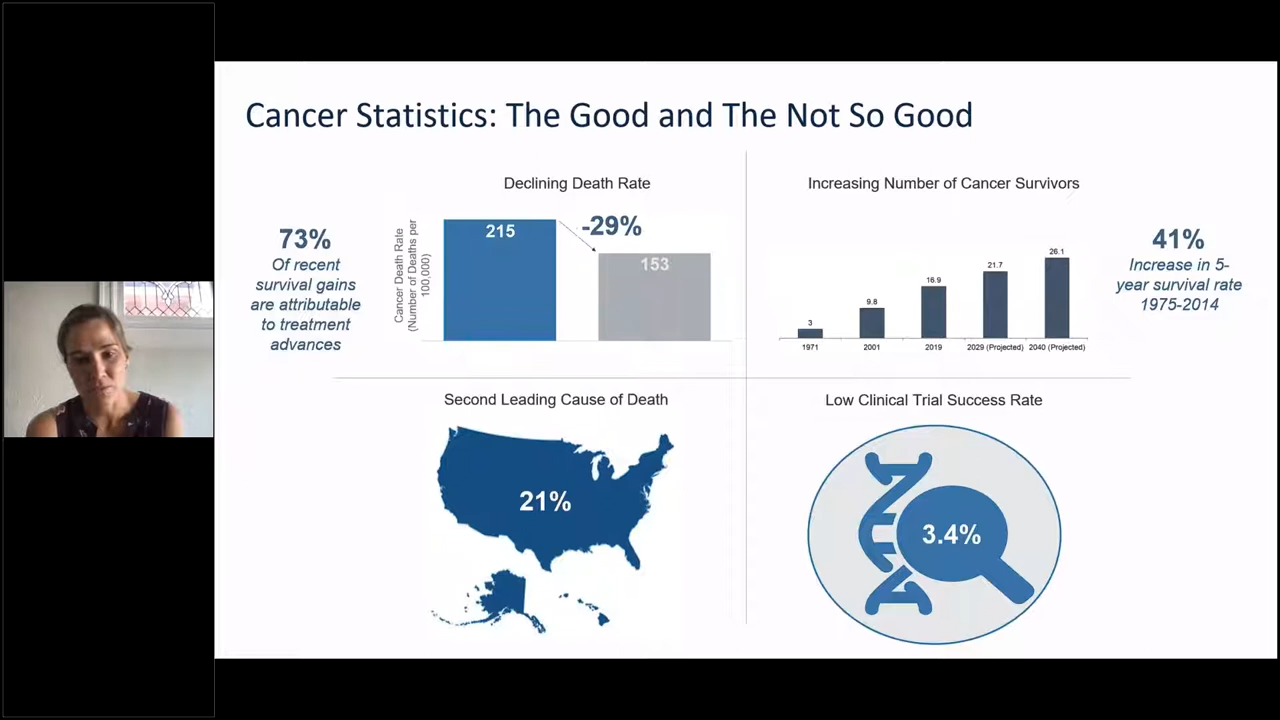 Cancer Statistics: The Good and The Not So Good
73%
Of recent
survival gains
are attributable
to treatment
advances
Declining Death Rate
Cancer Death Rate
(Number of Deaths per
100,000)
215
-29%
153
Increasing Number of Cancer Survivors
3
9.8
16.9
21.7
26.1
1971
2001
2019
2029 (Projected)
2040 (Projected)
41%
Increase in 5-
year survival rate
1975-2014
Second Leading Cause of Death
21%
Low Clinical Trial Success Rate
3.4%